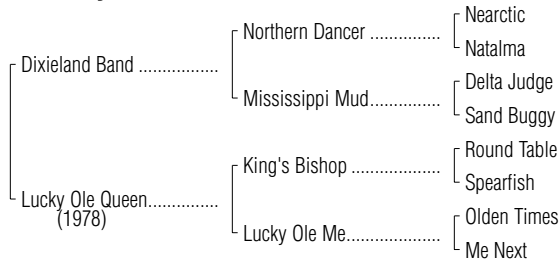 Nearctic
Northern Dancer ................
Natalma
Dixieland Band ................
Delta Judge
Mississippi Mud.............
Sand Buggy
Round Table
King's Bishop .................
Spearfish
Lucky Ole Queen..............
(1978)
Olden Times
Lucky Ole Me..................
Me Next